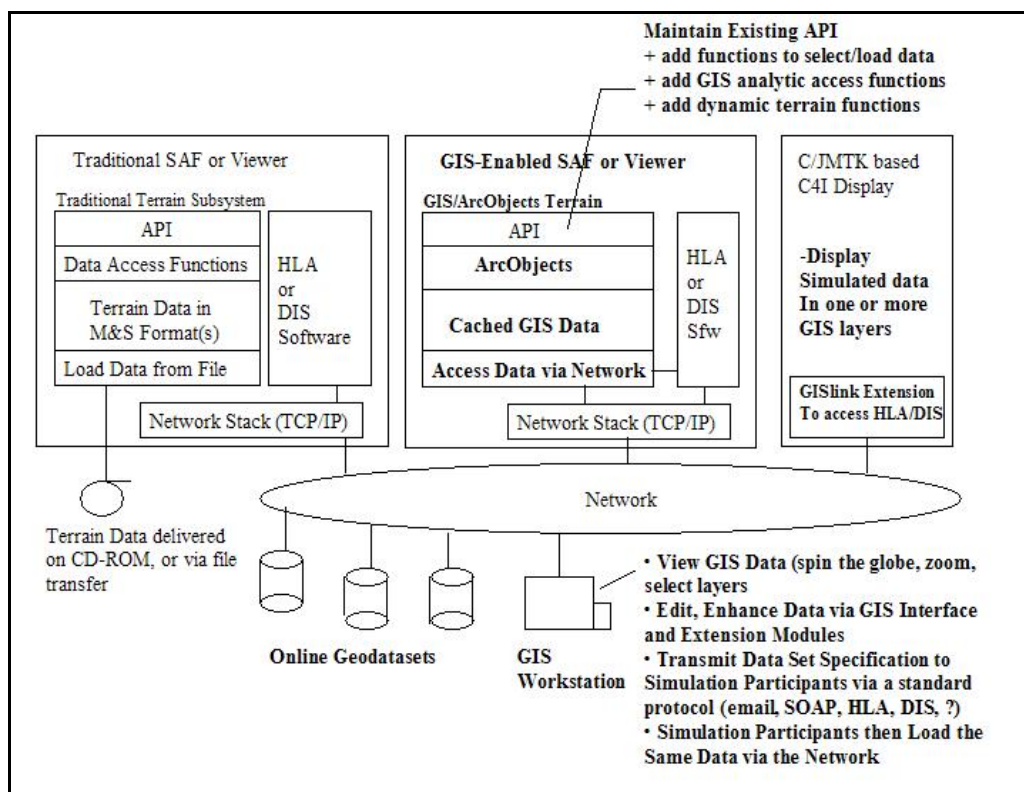 Maintain Existing API
+ add functions to select/load data
+ add GIS analytic access functions
+ add dynamic terrain functions
Traditional SAF or Viewer
Traditional Terrain Subsystem
API
Data Access Functions
Terrain Data in
M&S Format(s)
Load Data from File
HLA
or
DIS
Software
Network Stack (TCP/IP)
GIS-Enabled SAF or Viewer
GIS/ArcObjects Terrain
API
ArcObjects
Cached GIS Data
Access Data via Network
HLA
or
DIS
Sfw
Network Stack (TCP/IP)
C/JMTK based
C4I Display
-Display
Simulated data
In one or more
GIS layers
GISlink Extension
To access HLA/DIS
Network
Terrain Data delivered
on CD-ROM, or via file
transfer
Online Geodatasets
GIS
Workstation
• View GIS Data (spin the globe, zoom,
select layers
• Edit, Enhance Data via GIS Interface
and Extension Modules
• Transmit Data Set Specification to
Simulation Participants via a standard
protocol (email, SOAP, HLA, DIS, ?)
• Simulation Participants then Load the
Same Data via the Network